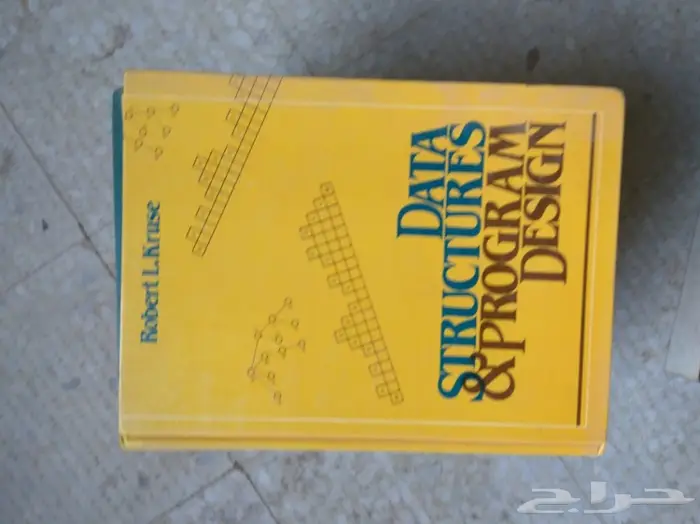 DATA
STRUCTURES
& PROGRAM
DESIGN
Robert L. Kruse
حراج